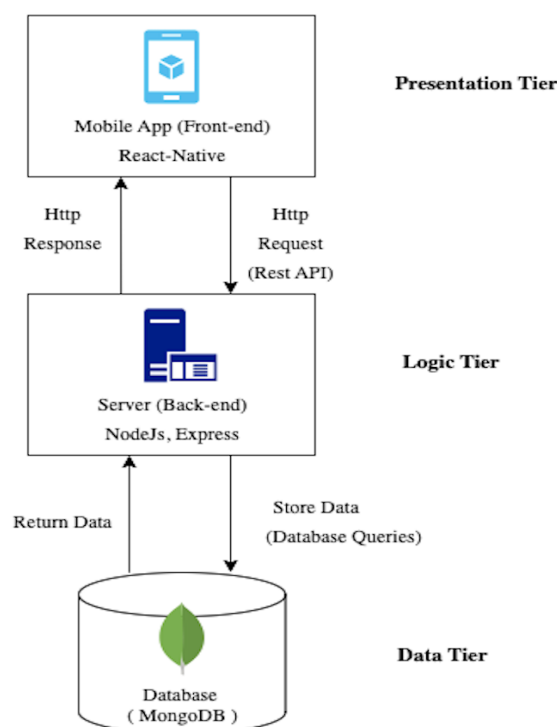 Presentation Tier
Mobile App (Front-end)
React-Native
Http
Response
Http
Request
(Rest API)
Logic Tier
Server (Back-end)
NodeJs, Express
Return Data
Store Data
(Database Queries)
Data Tier
Database
( MongoDB )